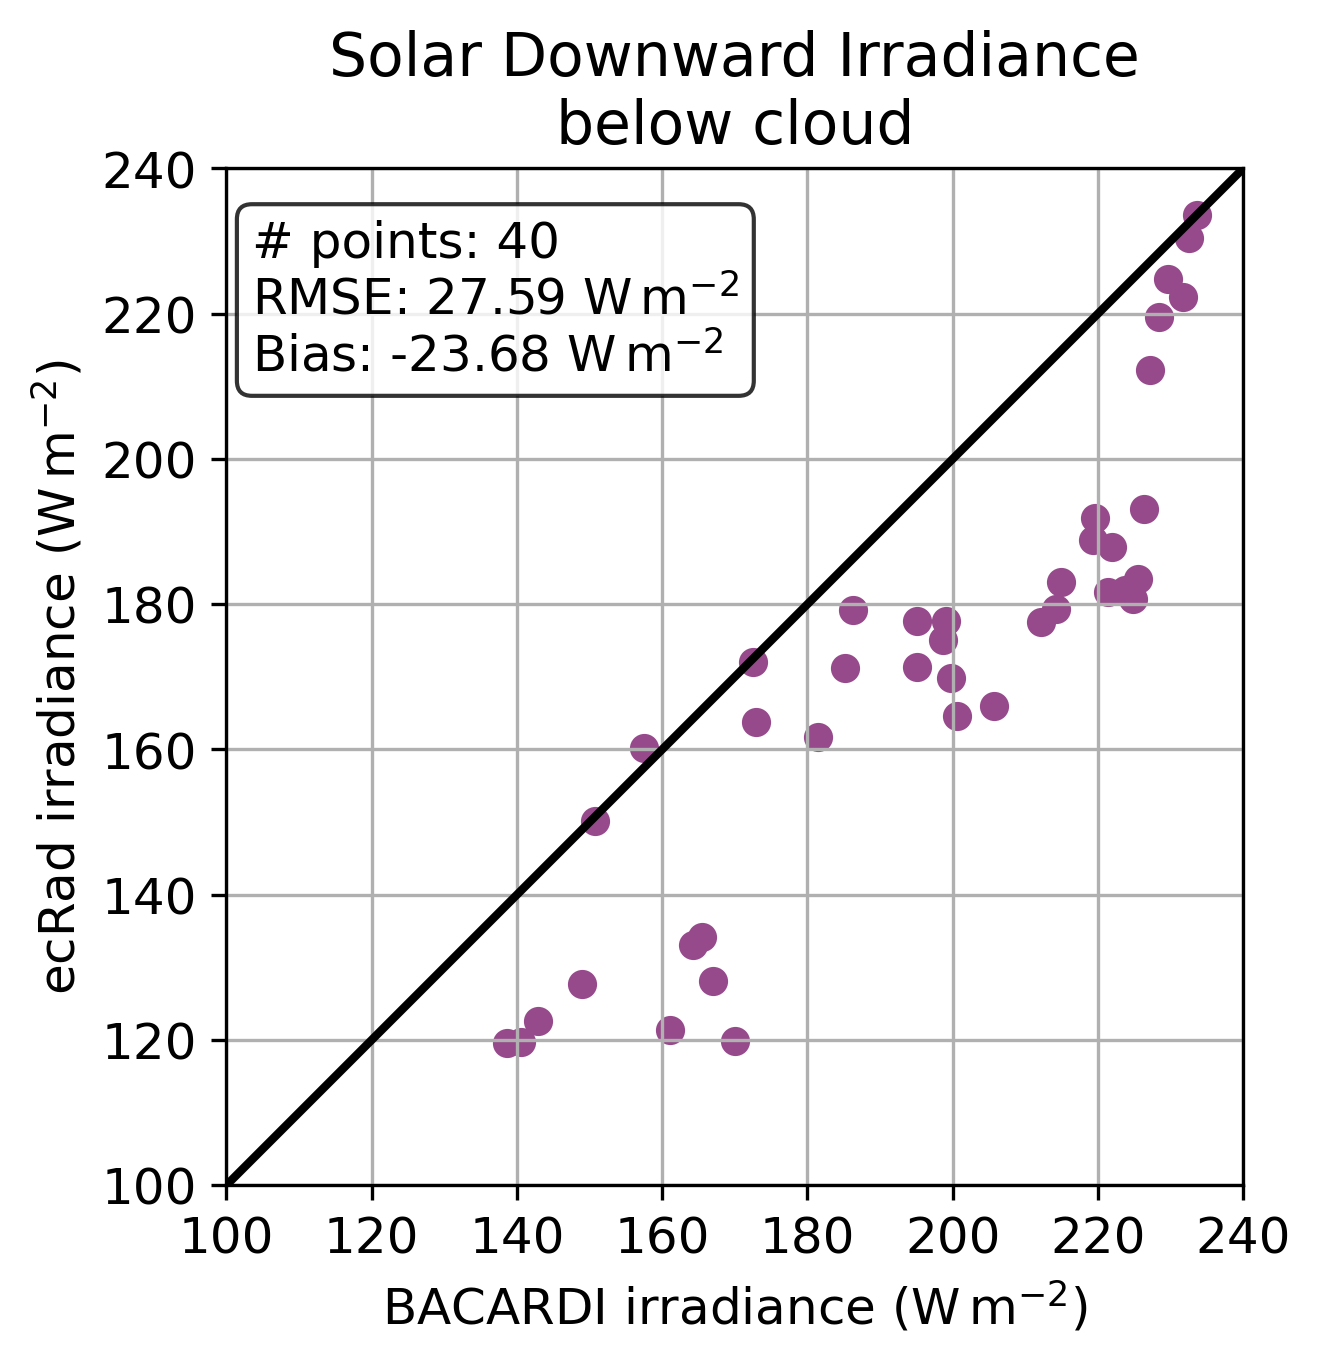 Solar Downward Irradiance
below cloud
240
220
200
180
160
140
120
100
# points: 40
RMSE: 27.59 W m⁻²
Bias: -23.68 W m⁻²
ecRad irradiance (W m⁻²)
100 120 140 160 180 200 220 240
BACARDI irradiance (W m⁻²)